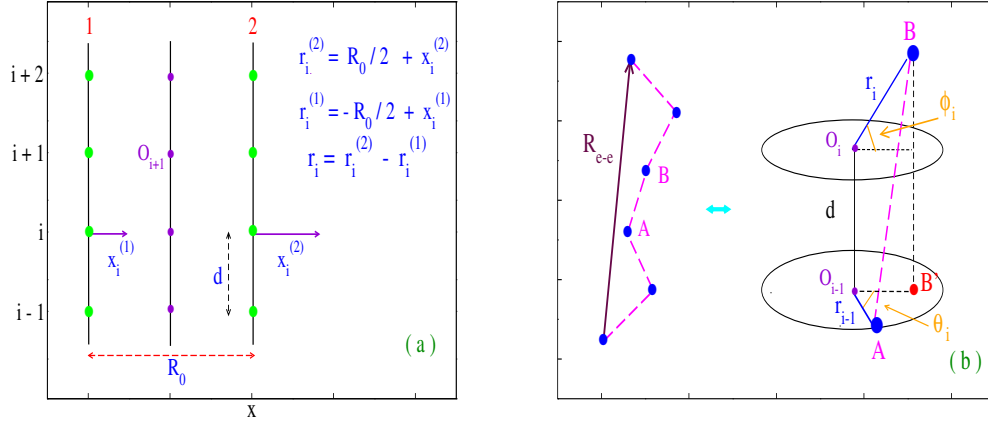 1 2
r_i.^(2) = R_0/2 + x_i^(2)
i+2
r_i^(1) = - R_0/2 + x_i^(1)
i+1
O_i+1
r_i = r_i^(2) - r_i^(1)
i
x_i^(1)
x_i^(2)
d
i-1
R_0
(a)
x
B
r_i
ϕ_i
O_i
R_e-e
B
d
A
O_i-1
B'
r_i-1
θ_i
A
(b)